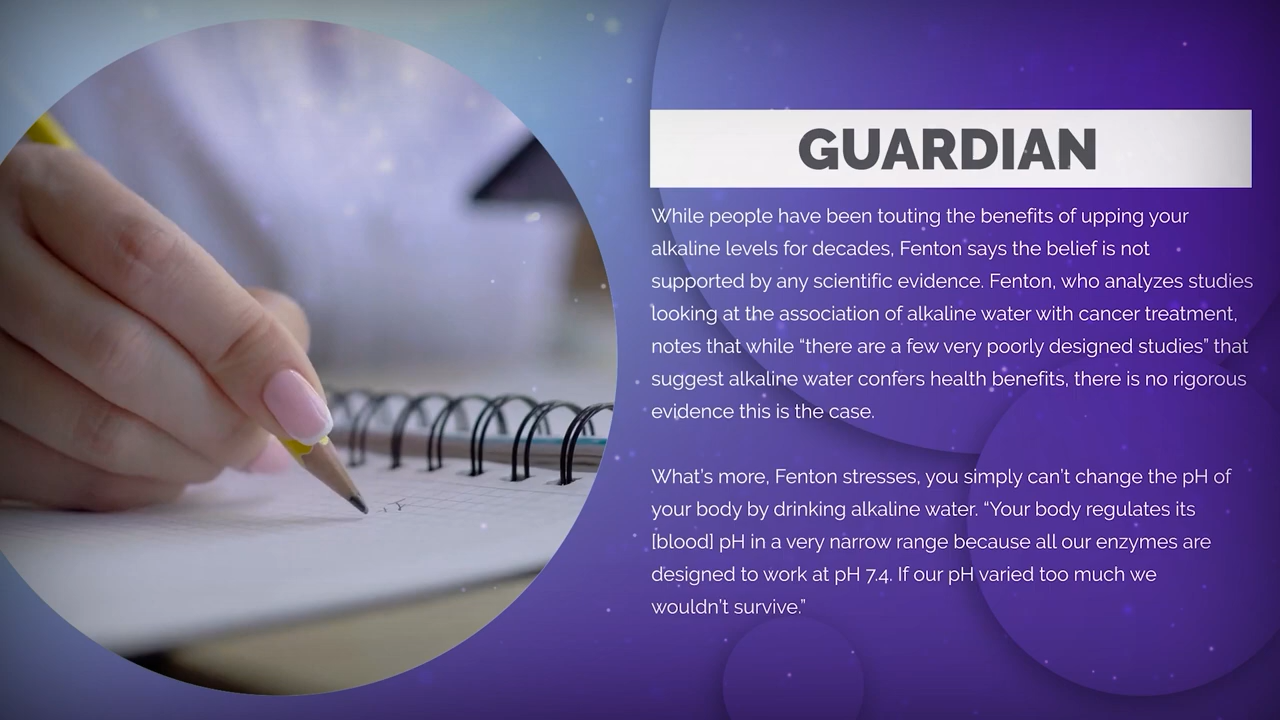 GUARDIAN
While people have been touting the benefits of upping your
alkaline levels for decades, Fenton says the belief is not
supported by any scientific evidence. Fenton, who analyzes studies
looking at the association of alkaline water with cancer treatment,
notes that while “there are a few very poorly designed studies” that
suggest alkaline water confers health benefits, there is no rigorous
evidence this is the case.
What’s more, Fenton stresses, you simply can’t change the pH of
your body by drinking alkaline water. “Your body regulates its
[blood] pH in a very narrow range because all our enzymes are
designed to work at pH 7.4. If our pH varied too much we
wouldn’t survive.”